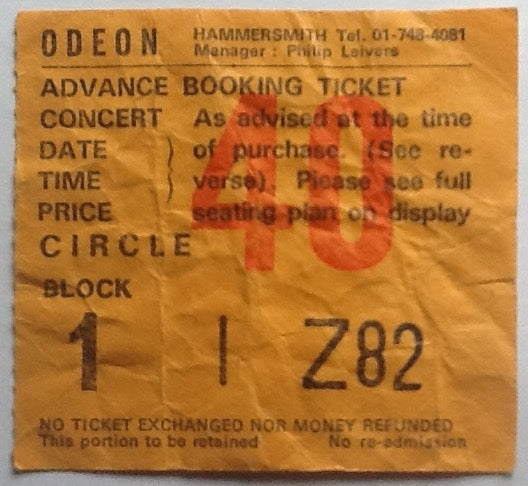 ODEON HAMMERSMITH Tel. 01-748-4081
Manager : Philip Leivers
ADVANCE BOOKING TICKET
CONCERT As advised at the time
DATE of purchase. (See re-
TIME verse). Please see full
PRICE seating plan on display
40
CIRCLE
BLOCK
1 | Z82
NO TICKET EXCHANGED NOR MONEY REFUNDED
This portion to be retained No re-admission